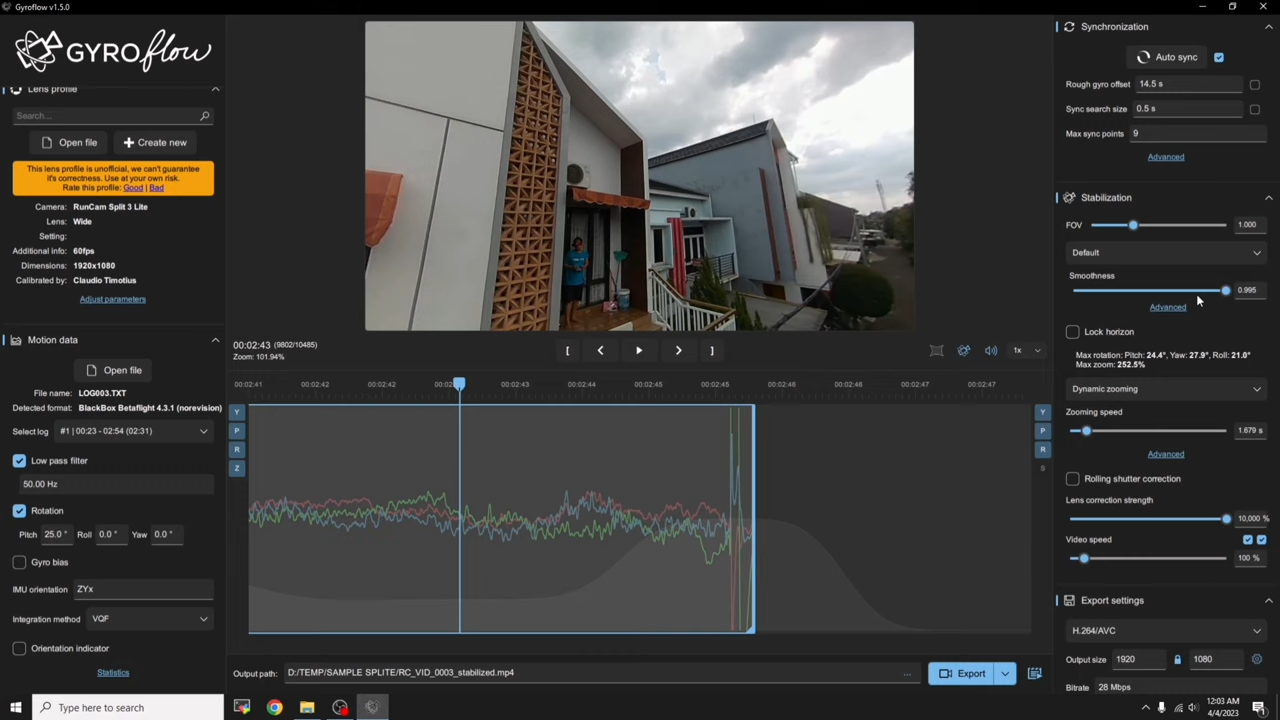 Gyroflow v1.5.0
GYROflow
Lens profile
Search...
Open file
Create new
This lens profile is unofficial, we can't guarantee
it's correctness. Use at your own risk.
Rate this profile: Good | Bad
Camera: RunCam Split 3 Lite
Lens: Wide
Setting:
Additional info: 60fps
Dimensions: 1920x1080
Calibrated by: Claudio Timotius
Adjust parameters
Motion data
Open file
File name: LOG003.TXT
Detected format: BlackBox Betaflight 4.3.1 (norevision)
Select log #1 | 00:23 - 02:54 (02:31)
Low pass filter
50.00 Hz
Rotation
Pitch 25.0 ° Roll 0.0 ° Yaw 0.0 °
Gyro bias
IMU orientation ZYx
Integration method VQF
Orientation indicator
Statistics
00:02:43 (9802/10485)
Zoom: 101.94%
[ ]
1x
00:02:41 00:02:42 00:02:42 00:02:43 00:02:44 00:02:45 00:02:45 00:02:46 00:02:47 00:02:47
Y
P
R
Z
Y
P
R
S
Output path: D:/TEMP/SAMPLE SPLITE/RC_VID_0003_stabilized.mp4 ...
Export
Synchronization
Auto sync
Rough gyro offset 14.5 s
Sync search size 0.5 s
Max sync points 9
Advanced
Stabilization
FOV 1.000
Default
Smoothness
0.995
Advanced
Lock horizon
Max rotation: Pitch: 24.4°, Yaw: 27.9°, Roll: 21.0°
Max zoom: 252.5%
Dynamic zooming
Zooming speed
1.679 s
Advanced
Rolling shutter correction
Lens correction strength
10,000 %
Video speed
100 %
Export settings
H.264/AVC
Output size 1920 1080
Bitrate 28 Mbps
Type here to search
12:03 AM
4/4/2023
1